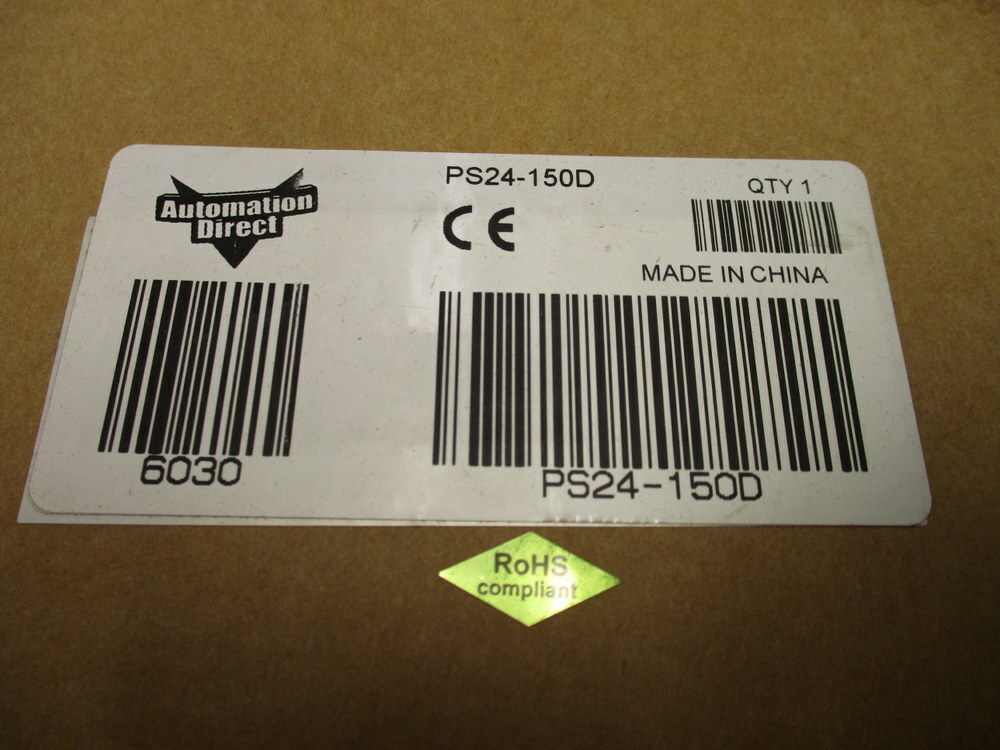 Automation
Direct
PS24-150D
CE
QTY 1
MADE IN CHINA
6030
PS24-150D
RoHS
compliant